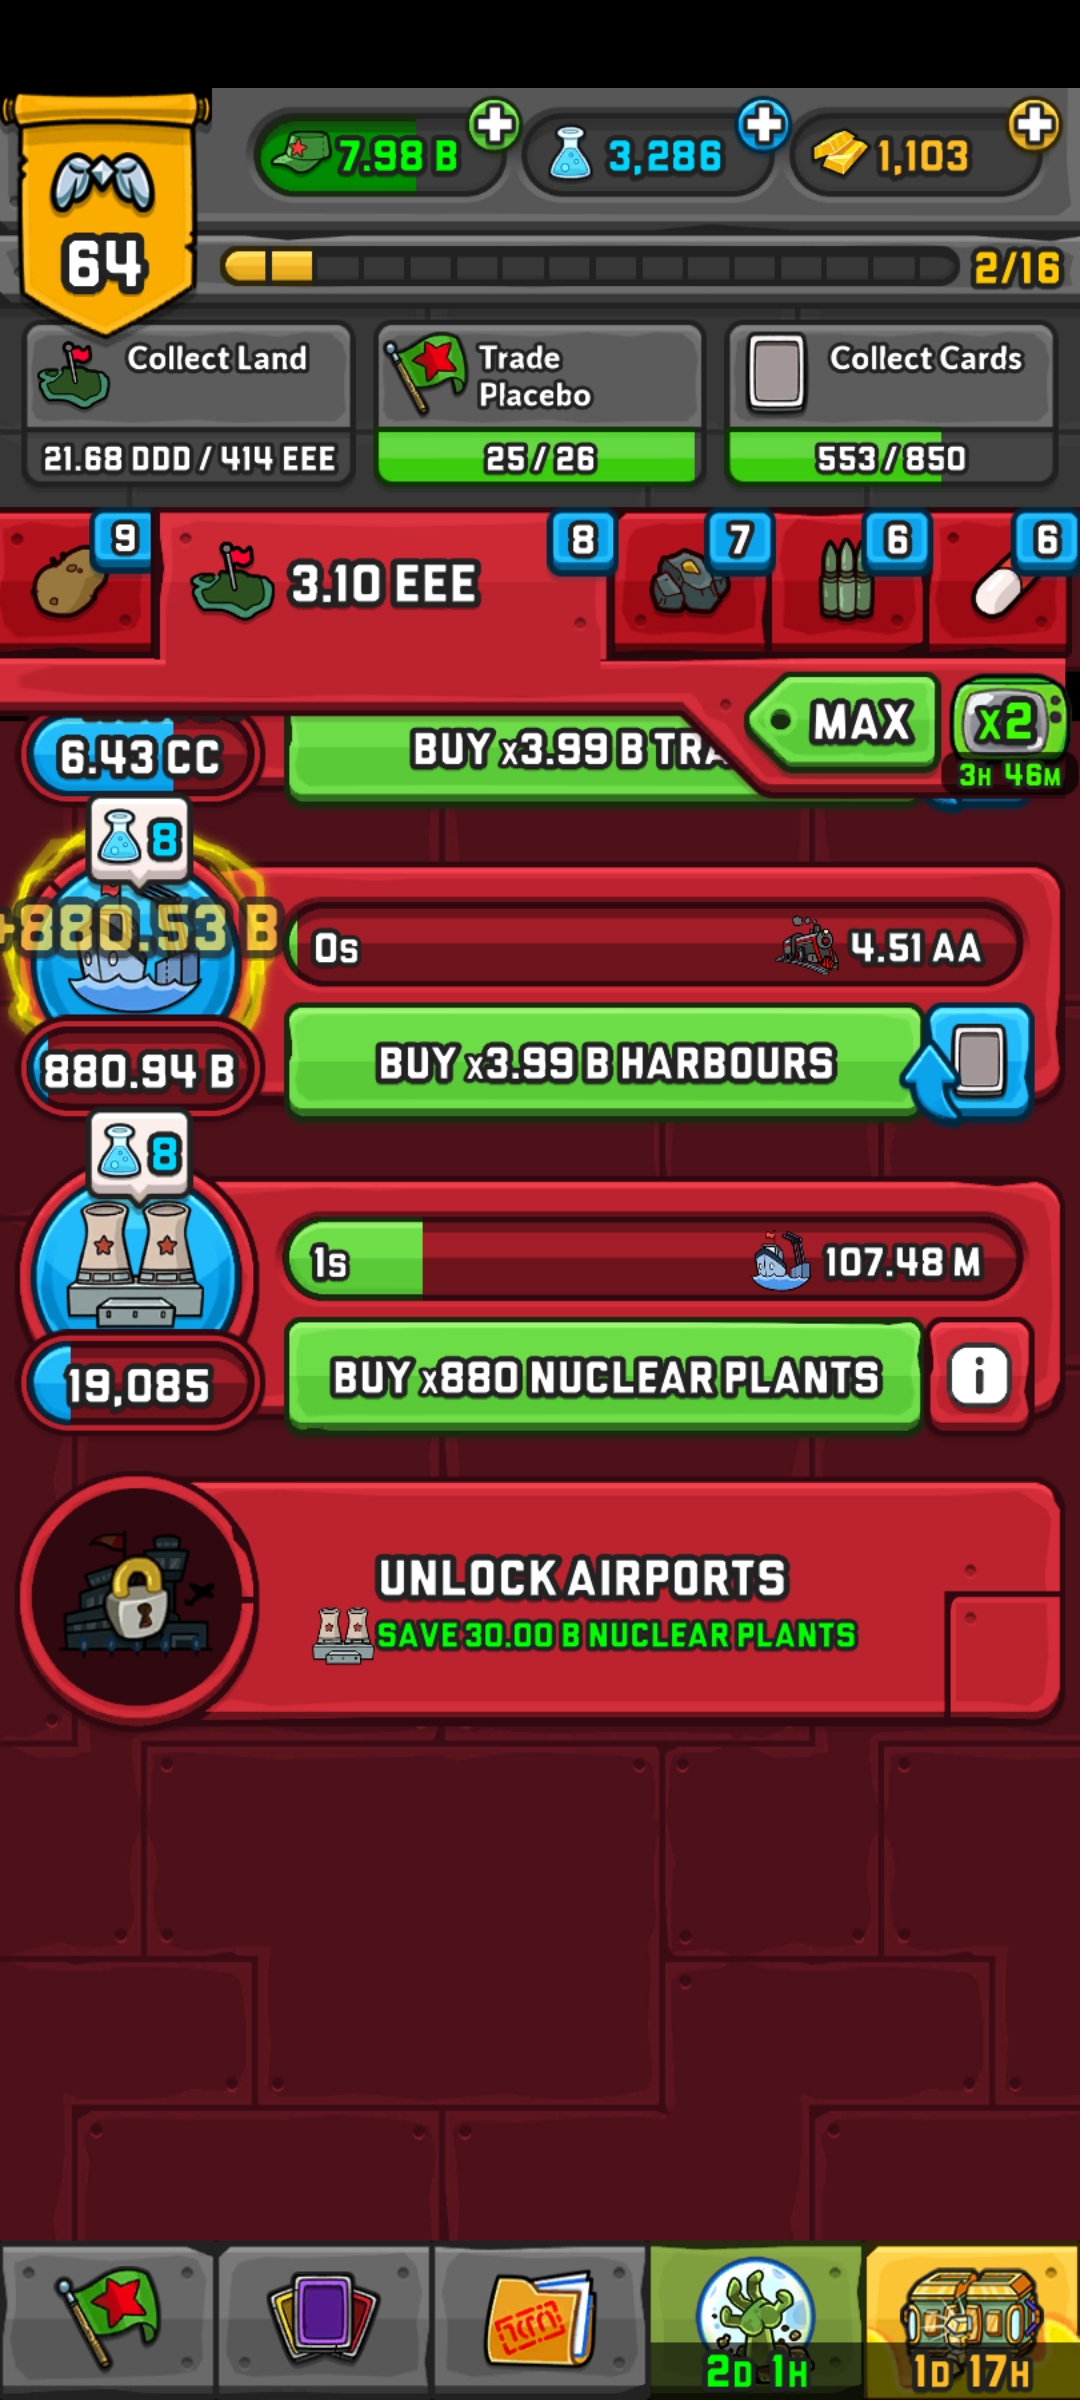 64
7.98 B
3,286
1,103
2/16
Collect Land
21.68 DDD / 414 EEE
Trade
Placebo
25 / 26
Collect Cards
553 / 850
9
3.10 EEE
8
7
6
6
MAX
x2
3H 46M
6.43 CC
BUY x3.99 B TRA
8
+880.53 B
0s
4.51 AA
880.94 B
BUY x3.99 B HARBOURS
8
1s
107.48 M
19,085
BUY x880 NUCLEAR PLANTS
i
UNLOCK AIRPORTS
SAVE 30.00 B NUCLEAR PLANTS
2D 1H
1D 17H